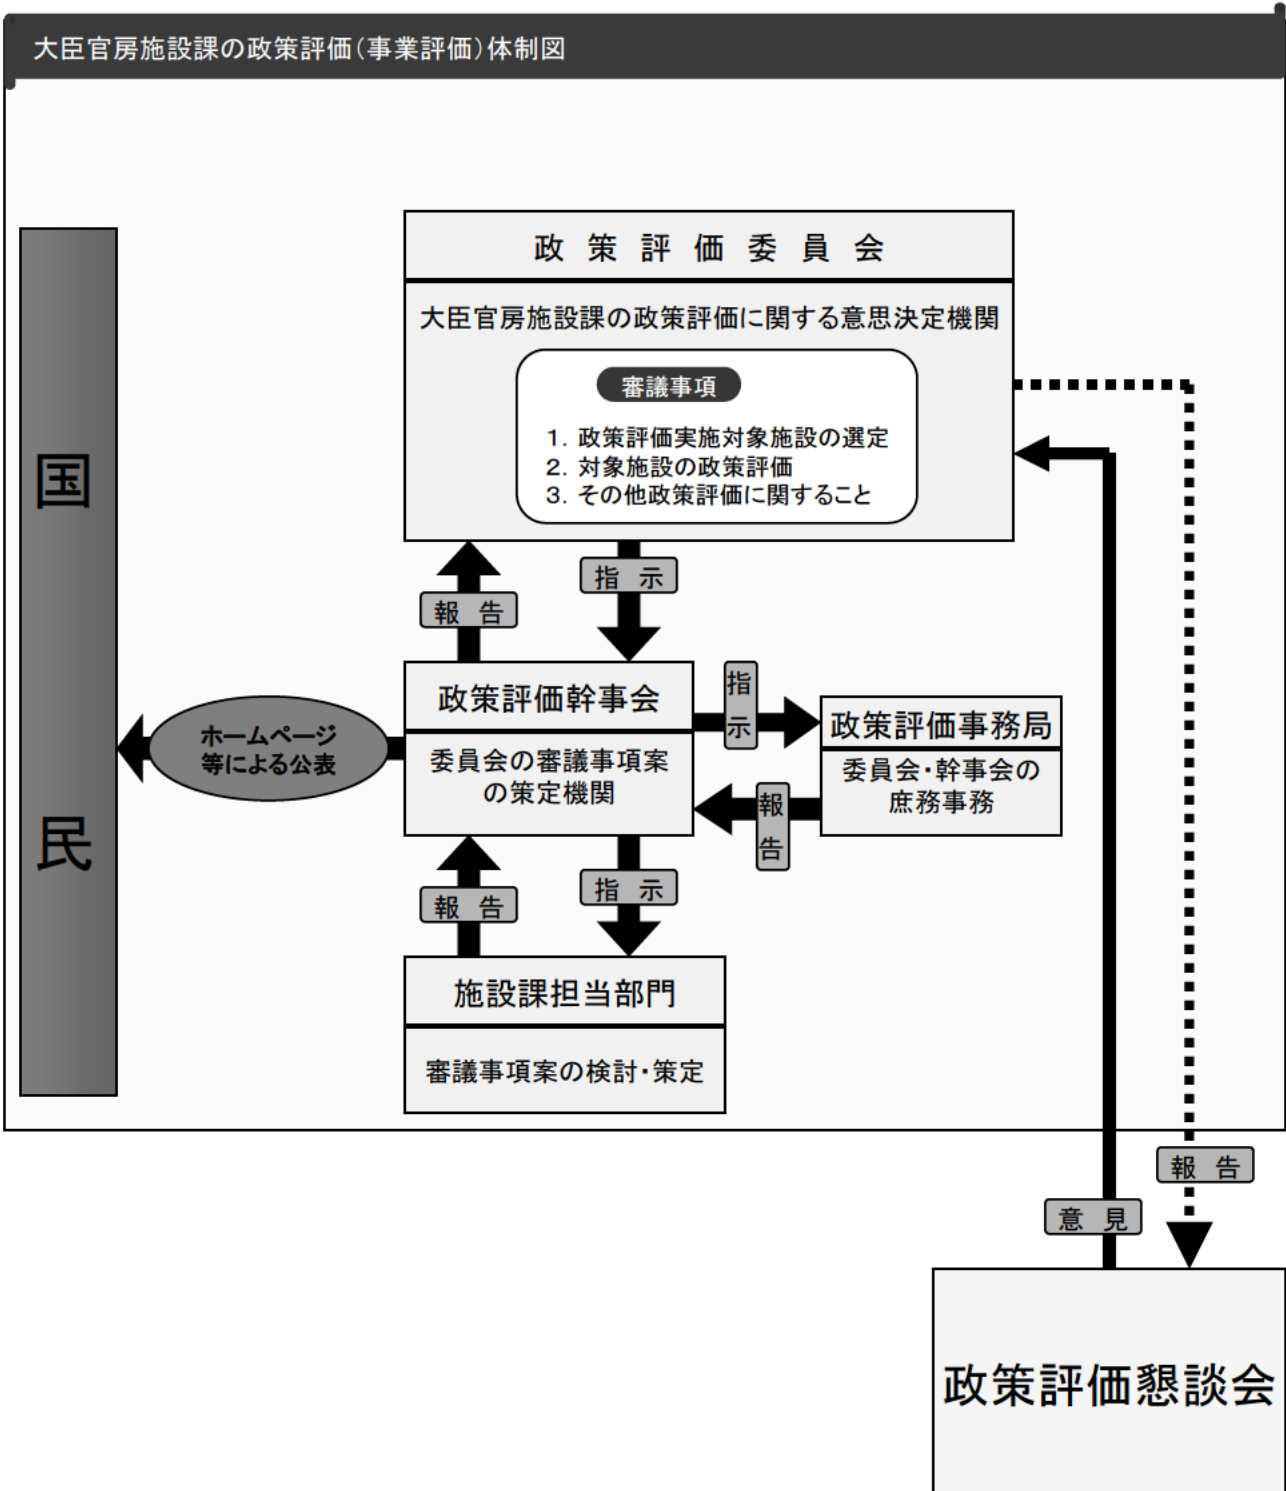 大臣官房施設課の政策評価(事業評価)体制図
政策評価委員会
大臣官房施設課の政策評価に関する意思決定機関
審議事項
1. 政策評価実施対象施設の選定
2. 対象施設の政策評価
3. その他政策評価に関すること
国民
報告
指示
政策評価幹事会
委員会の審議事項案
の策定機関
ホームページ
等による公表
指示
報告
政策評価事務局
委員会・幹事会の
庶務事務
報告
指示
施設課担当部門
審議事項案の検討・策定
報告
意見
政策評価懇談会